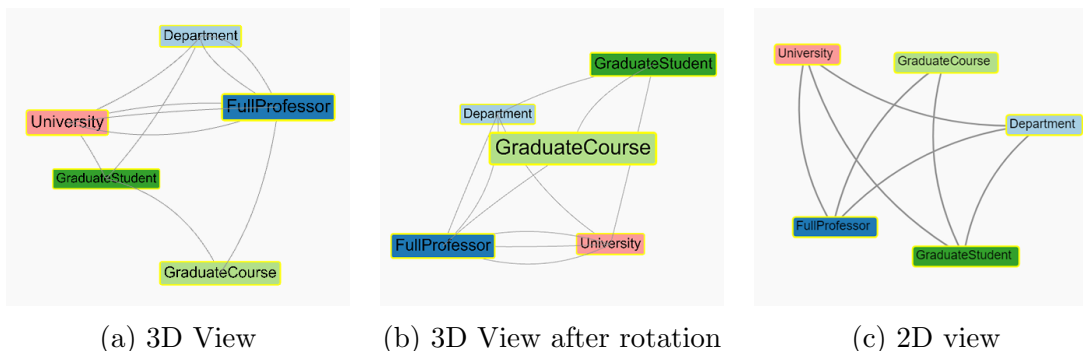 Department
FullProfessor
University
GraduateStudent
GraduateCourse
(a) 3D View
GraduateStudent
Department
GraduateCourse
FullProfessor
University
(b) 3D View after rotation
University
GraduateCourse
Department
FullProfessor
GraduateStudent
(c) 2D view